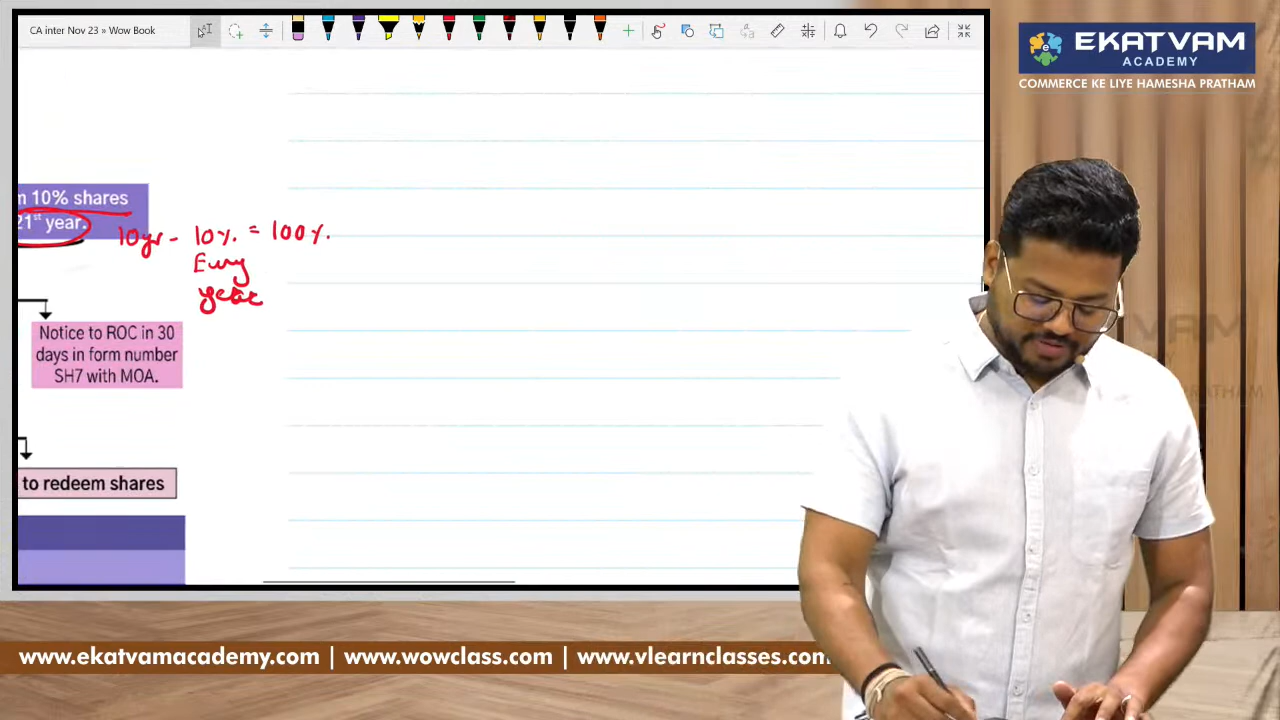 CA inter Nov 23 » Wow Book
EKATVAM
ACADEMY
COMMERCE KE LIYE HAMESHA PRATHAM
10% shares
21st year.
10yr - 10%. = 100%.
Every
year
Notice to ROC in 30
days in form number
SH7 with MOA.
to redeem shares
VAM
PRATHAM
www.ekatvamacademy.com | www.wowclass.com | www.vlearnclasses.com